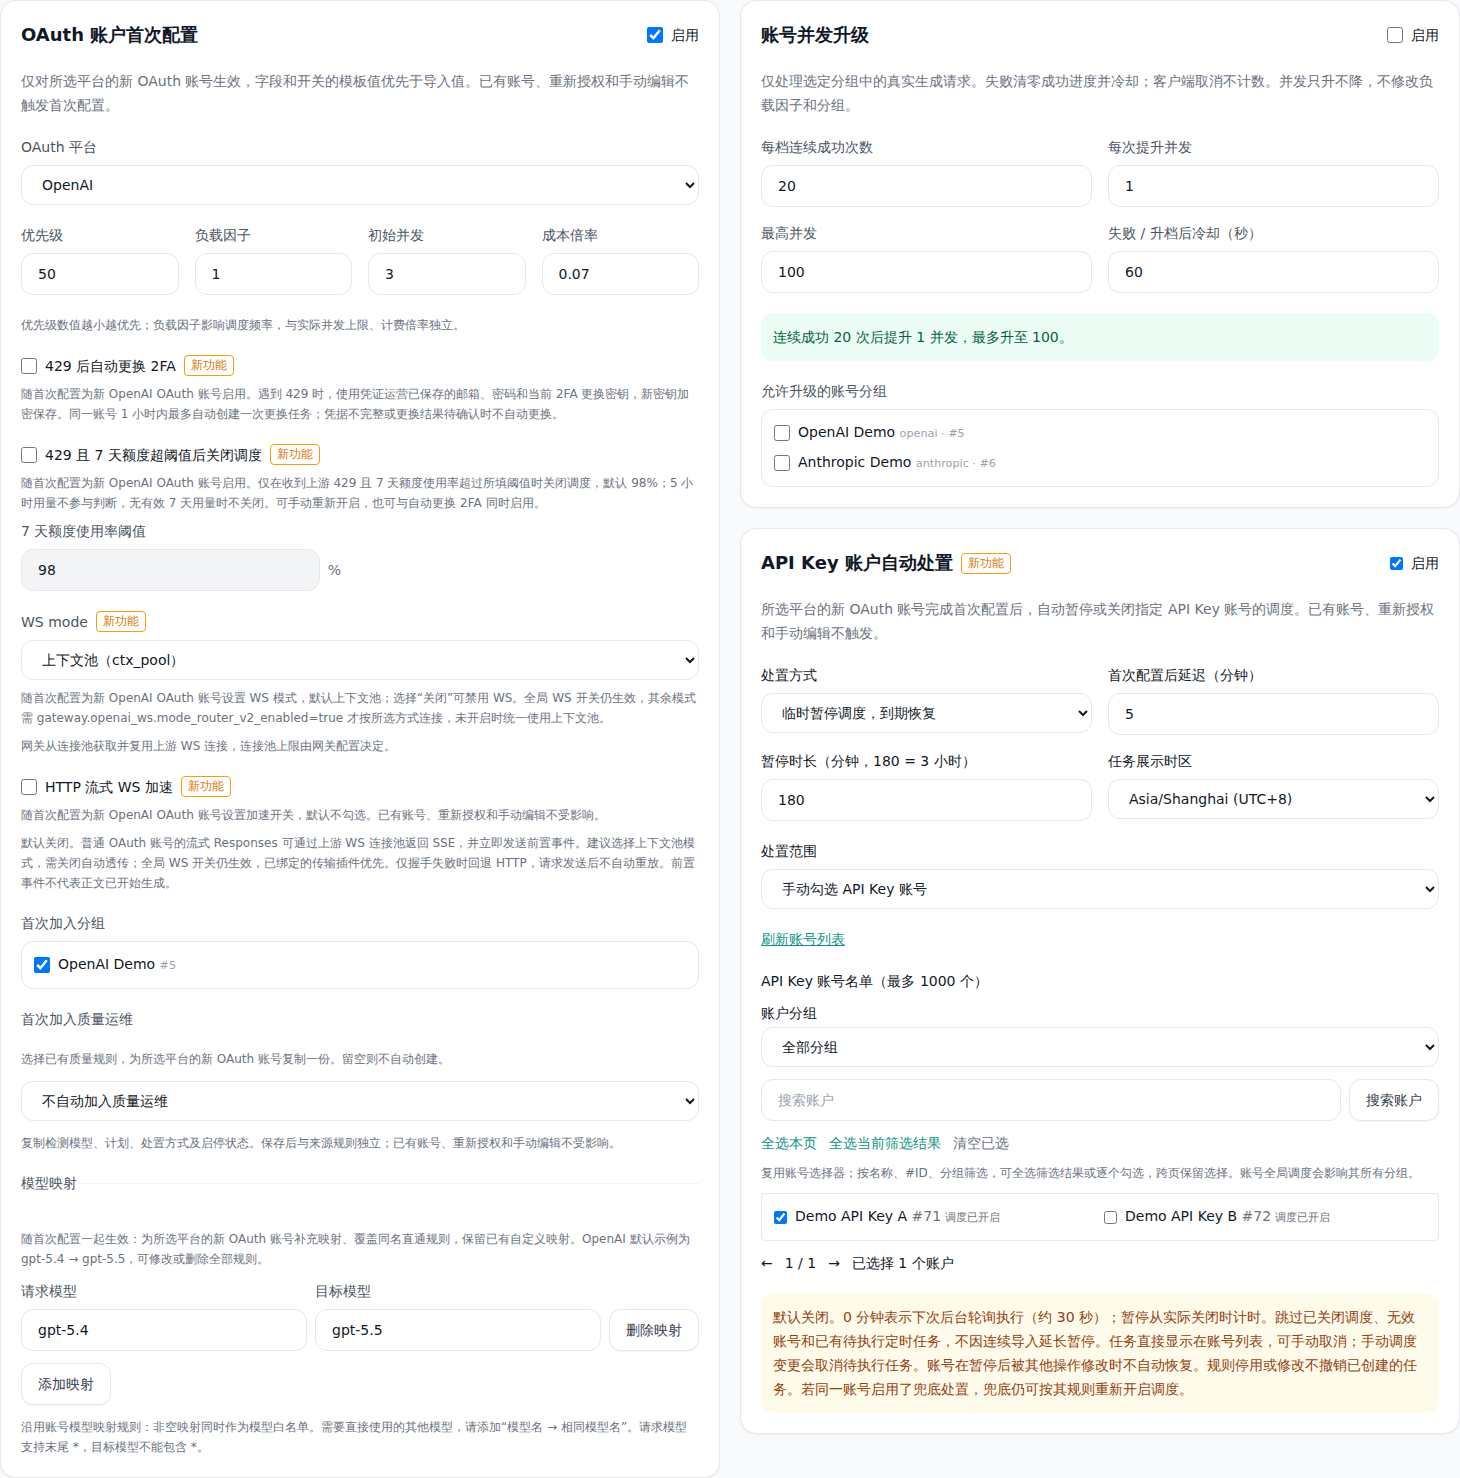 OAuth 账户首次配置
启用
仅对所选平台的新 OAuth 账号生效，字段和开关的模板值优先于导入值。已有账号、重新授权和手动编辑不
触发首次配置。
OAuth 平台
OpenAI
优先级 负载因子 初始并发 成本倍率
50 1 3 0.07
优先级数值越小越优先；负载因子影响调度频率，与实际并发上限、计费倍率独立。
429 后自动更换 2FA 新功能
随首次配置为新 OpenAI OAuth 账号启用。遇到 429 时，使用凭证运营已保存的邮箱、密码和当前 2FA 更换密钥，新密钥加
密保存。同一账号 1 小时内最多自动创建一次更换任务；凭据不完整或更换结果待确认时不自动更换。
429 且 7 天额度超阈值后关闭调度 新功能
随首次配置为新 OpenAI OAuth 账号启用。仅在收到上游 429 且 7 天额度使用率超过所填阈值时关闭调度，默认 98%；5 小
时用量不参与判断，无有效 7 天用量时不关闭。可手动重新开启，也可与自动更换 2FA 同时启用。
7 天额度使用率阈值
98 %
WS mode 新功能
上下文池（ctx_pool）
随首次配置为新 OpenAI OAuth 账号设置 WS 模式，默认上下文池；选择“关闭”可禁用 WS。全局 WS 开关仍生效，其余模式
需 gateway.openai_ws.mode_router_v2_enabled=true 才按所选方式连接，未开启时统一使用上下文池。
网关从连接池获取并复用上游 WS 连接，连接池上限由网关配置决定。
HTTP 流式 WS 加速 新功能
随首次配置为新 OpenAI OAuth 账号设置加速开关，默认不勾选。已有账号、重新授权和手动编辑不受影响。
默认关闭。普通 OAuth 账号的流式 Responses 可通过上游 WS 连接池返回 SSE，并立即发送前置事件。建议选择上下文池模
式，需关闭自动透传；全局 WS 开关仍生效，已绑定的传输插件优先。仅握手失败时回退 HTTP，请求发送后不自动重放。前置
事件不代表正文已开始生成。
首次加入分组
OpenAI Demo #5
首次加入质量运维
选择已有质量规则，为所选平台的新 OAuth 账号复制一份。留空则不自动创建。
不自动加入质量运维
复制检测模型、计划、处置方式及启停状态。保存后与来源规则独立；已有账号、重新授权和手动编辑不受影响。
模型映射
随首次配置一起生效：为所选平台的新 OAuth 账号补充映射、覆盖同名直通规则，保留已有自定义映射。OpenAI 默认示例为
gpt-5.4 → gpt-5.5，可修改或删除全部规则。
请求模型 目标模型
gpt-5.4 gpt-5.5 删除映射
添加映射
沿用账号模型映射规则：非空映射同时作为模型白名单。需要直接使用的其他模型，请添加“模型名 → 相同模型名”。请求模型
支持末尾 *，目标模型不能包含 *。
账号并发升级
启用
仅处理选定分组中的真实生成请求。失败清零成功进度并冷却；客户端取消不计数。并发只升不降，不修改负
载因子和分组。
每档连续成功次数 每次提升并发
20 1
最高并发 失败 / 升档后冷却（秒）
100 60
连续成功 20 次后提升 1 并发，最多升至 100。
允许升级的账号分组
OpenAI Demo openai · #5
Anthropic Demo anthropic · #6
API Key 账户自动处置 新功能
启用
所选平台的新 OAuth 账号完成首次配置后，自动暂停或关闭指定 API Key 账号的调度。已有账号、重新授权
和手动编辑不触发。
处置方式 首次配置后延迟（分钟）
临时暂停调度，到期恢复 5
暂停时长（分钟，180 = 3 小时） 任务展示时区
180 Asia/Shanghai (UTC+8)
处置范围
手动勾选 API Key 账号
刷新账号列表
API Key 账号名单（最多 1000 个）
账户分组
全部分组
搜索账户 搜索账户
全选本页 全选当前筛选结果 清空已选
复用账号选择器；按名称、#ID、分组筛选，可全选筛选结果或逐个勾选，跨页保留选择。账号全局调度会影响其所有分组。
Demo API Key A #71 调度已开启 Demo API Key B #72 调度已开启
← 1 / 1 → 已选择 1 个账户
默认关闭。0 分钟表示下次后台轮询执行（约 30 秒）；暂停从实际关闭时计时。跳过已关闭调度、无效
账号和已有待执行定时任务，不因连续导入延长暂停。任务直接显示在账号列表，可手动取消；手动调度
变更会取消待执行任务。账号在暂停后被其他操作修改时不自动恢复。规则停用或修改不撤销已创建的任
务。若同一账号启用了兜底处置，兜底仍可按其规则重新开启调度。